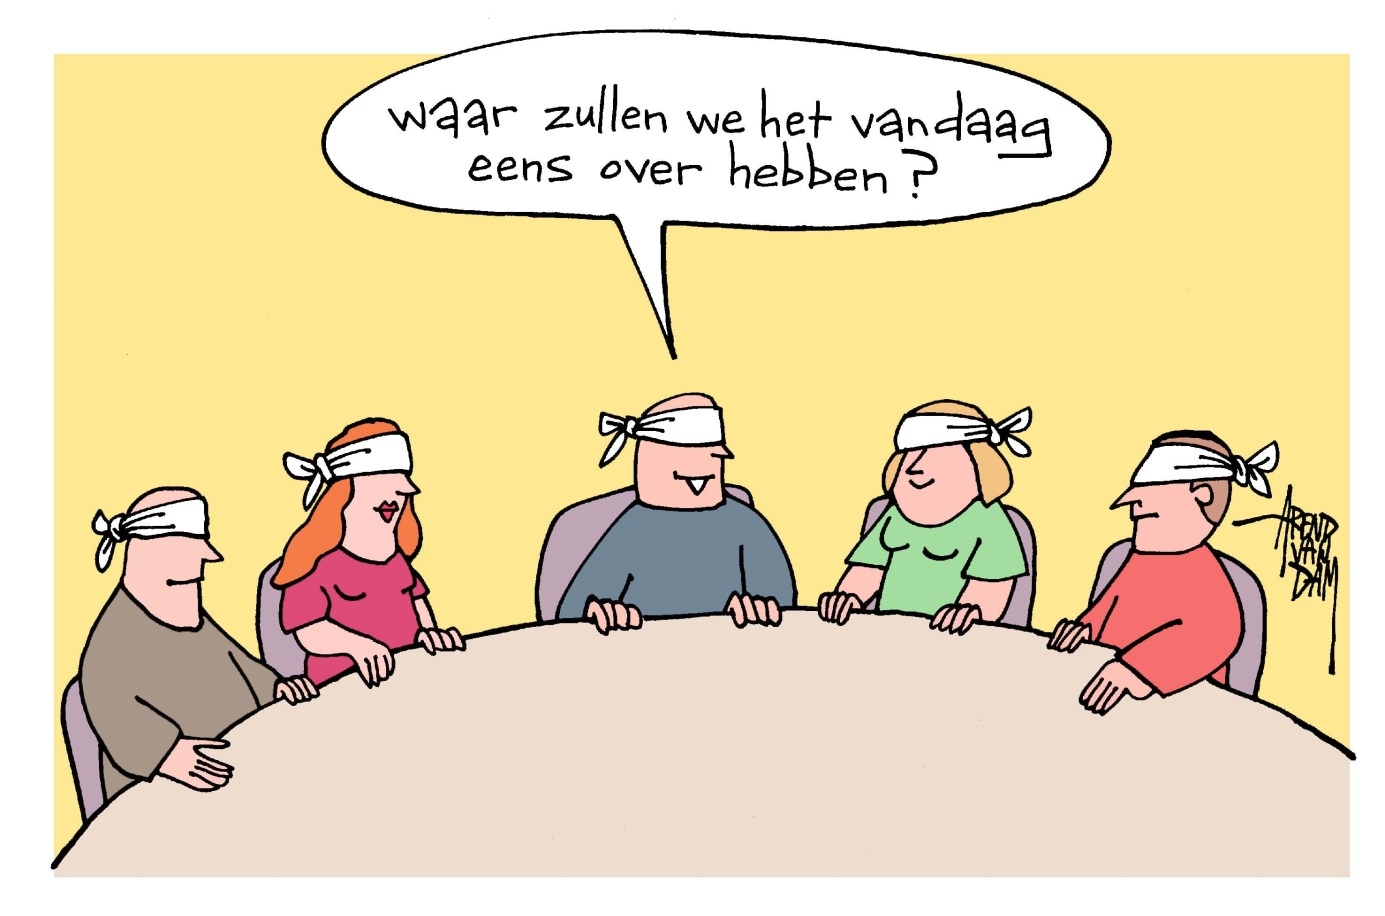 waar zullen we het vandaag
eens over hebben?
AREND
VAN
DAM